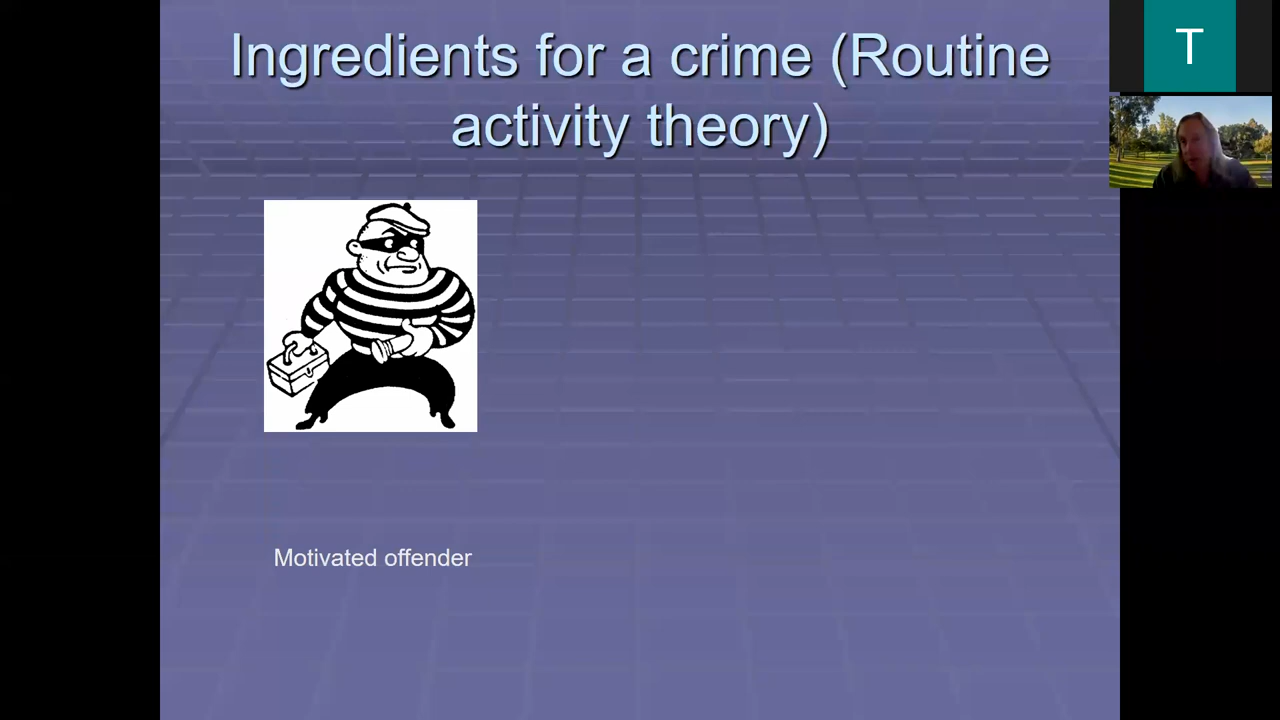 Ingredients for a crime (Routine
activity theory)
T
Motivated offender